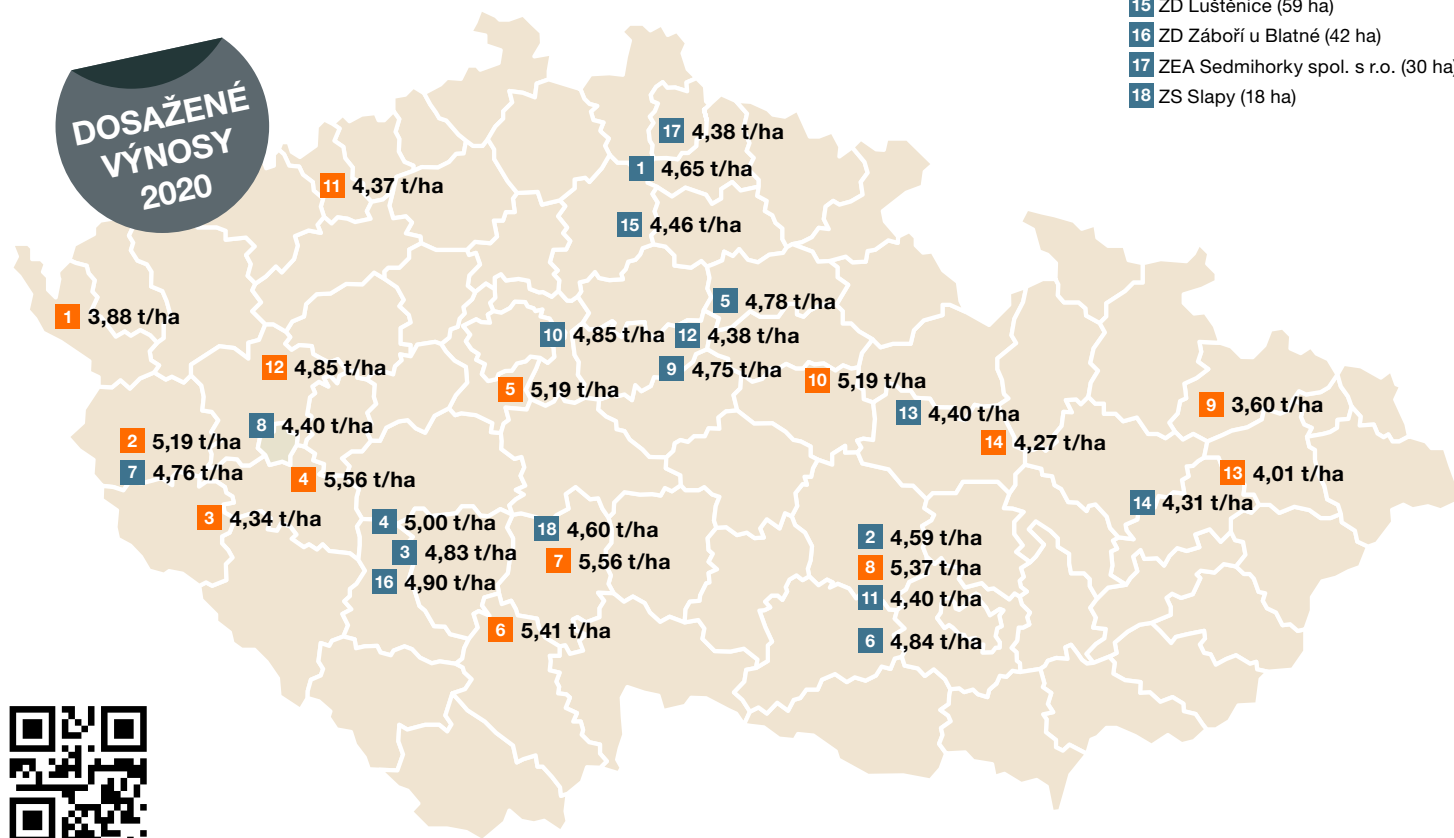 15 ZD Luštěnice (59 ha)
16 ZD Záboří u Blatné (42 ha)
17 ZEA Sedmihorky spol. s r.o. (30 ha)
18 ZS Slapy (18 ha)
DOSAŽENÉ
VÝNOSY
2020
17 4,38 t/ha
1 4,65 t/ha
11 4,37 t/ha
15 4,46 t/ha
5 4,78 t/ha
1 3,88 t/ha
10 4,85 t/ha
12 4,38 t/ha
12 4,85 t/ha
9 4,75 t/ha
10 5,19 t/ha
5 5,19 t/ha
9 3,60 t/ha
13 4,40 t/ha
8 4,40 t/ha
2 5,19 t/ha
14 4,27 t/ha
7 4,76 t/ha
4 5,56 t/ha
13 4,01 t/ha
14 4,31 t/ha
3 4,34 t/ha
4 5,00 t/ha
18 4,60 t/ha
2 4,59 t/ha
3 4,83 t/ha
7 5,56 t/ha
8 5,37 t/ha
16 4,90 t/ha
11 4,40 t/ha
6 5,41 t/ha
6 4,84 t/ha